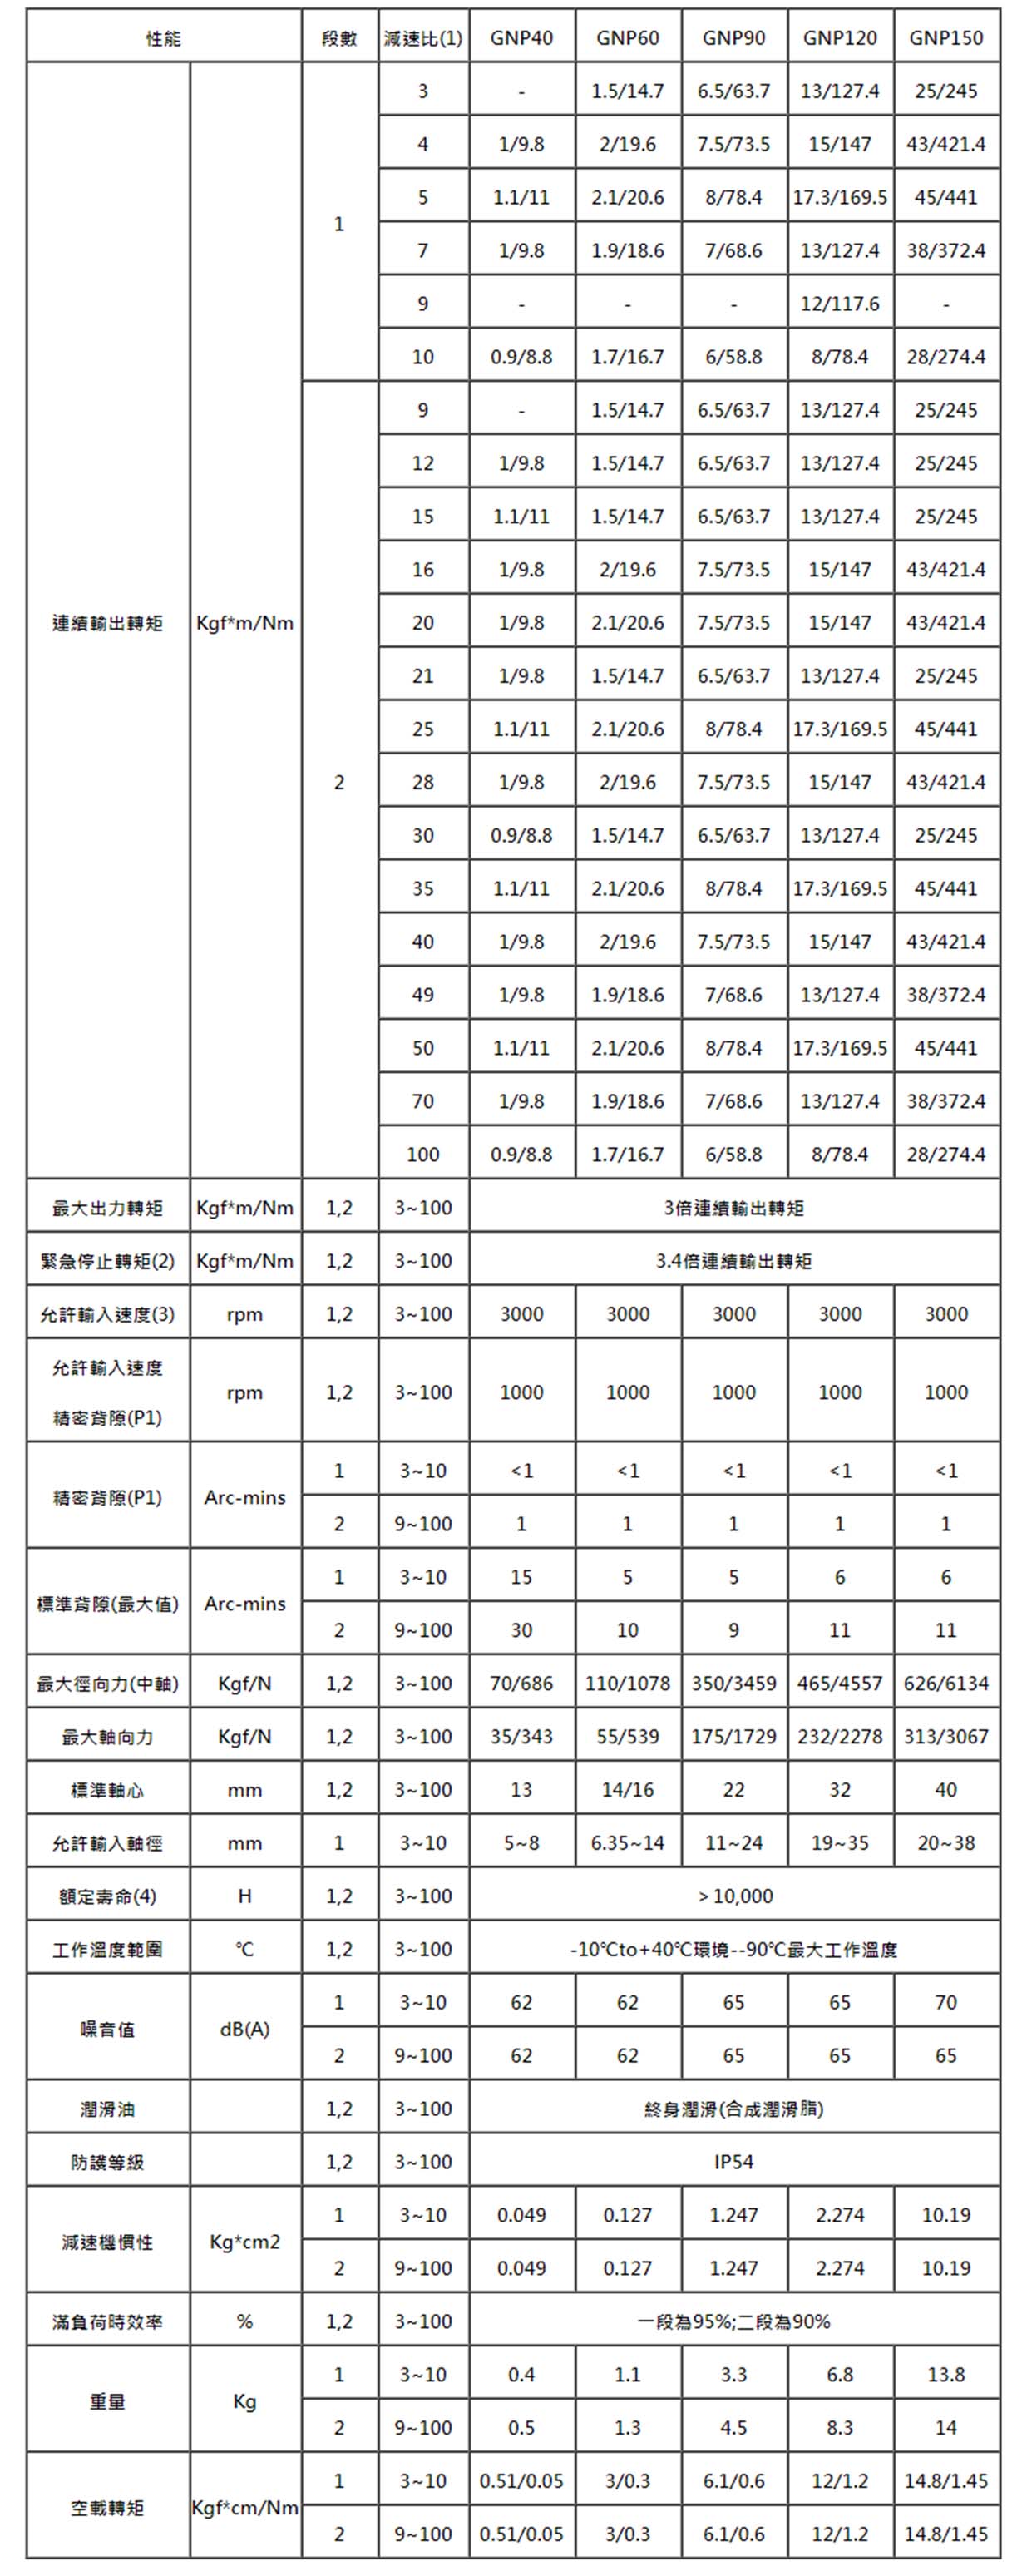 性能 段數 減速比(1) GNP40 GNP60 GNP90 GNP120 GNP150
連續輸出轉矩 Kgf*m/Nm 1 3 - 1.5/14.7 6.5/63.7 13/127.4 25/245
4 1/9.8 2/19.6 7.5/73.5 15/147 43/421.4
5 1.1/11 2.1/20.6 8/78.4 17.3/169.5 45/441
7 1/9.8 1.9/18.6 7/68.6 13/127.4 38/372.4
9 - - - 12/117.6 -
10 0.9/8.8 1.7/16.7 6/58.8 8/78.4 28/274.4
2 9 - 1.5/14.7 6.5/63.7 13/127.4 25/245
12 1/9.8 1.5/14.7 6.5/63.7 13/127.4 25/245
15 1.1/11 1.5/14.7 6.5/63.7 13/127.4 25/245
16 1/9.8 2/19.6 7.5/73.5 15/147 43/421.4
20 1/9.8 2.1/20.6 7.5/73.5 15/147 43/421.4
21 1/9.8 1.5/14.7 6.5/63.7 13/127.4 25/245
25 1.1/11 2.1/20.6 8/78.4 17.3/169.5 45/441
28 1/9.8 2/19.6 7.5/73.5 15/147 43/421.4
30 0.9/8.8 1.5/14.7 6.5/63.7 13/127.4 25/245
35 1.1/11 2.1/20.6 8/78.4 17.3/169.5 45/441
40 1/9.8 2/19.6 7.5/73.5 15/147 43/421.4
49 1/9.8 1.9/18.6 7/68.6 13/127.4 38/372.4
50 1.1/11 2.1/20.6 8/78.4 17.3/169.5 45/441
70 1/9.8 1.9/18.6 7/68.6 13/127.4 38/372.4
100 0.9/8.8 1.7/16.7 6/58.8 8/78.4 28/274.4
最大出力轉矩 Kgf*m/Nm 1,2 3~100 3倍連續輸出轉矩
緊急停止轉矩(2) Kgf*m/Nm 1,2 3~100 3.4倍連續輸出轉矩
允許輸入速度(3) rpm 1,2 3~100 3000 3000 3000 3000 3000
允許輸入速度
精密背隙(P1) rpm 1,2 3~100 1000 1000 1000 1000 1000
精密背隙(P1) Arc-mins 1 3~10 <1 <1 <1 <1 <1
2 9~100 1 1 1 1 1
標準背隙(最大值) Arc-mins 1 3~10 15 5 5 6 6
2 9~100 30 10 9 11 11
最大徑向力(中軸) Kgf/N 1,2 3~100 70/686 110/1078 350/3459 465/4557 626/6134
最大軸向力 Kgf/N 1,2 3~100 35/343 55/539 175/1729 232/2278 313/3067
標準軸心 mm 1,2 3~100 13 14/16 22 32 40
允許輸入軸徑 mm 1 3~10 5~8 6.35~14 11~24 19~35 20~38
額定壽命(4) H 1,2 3~100 > 10,000
工作溫度範圍 ℃ 1,2 3~100 -10℃to+40℃環境--90℃最大工作溫度
噪音值 dB(A) 1 3~10 62 62 65 65 70
2 9~100 62 62 65 65 65
潤滑油 1,2 3~100 終身潤滑(合成潤滑脂)
防護等級 1,2 3~100 IP54
減速機慣性 Kg*cm2 1 3~10 0.049 0.127 1.247 2.274 10.19
2 9~100 0.049 0.127 1.247 2.274 10.19
滿負荷時效率 % 1,2 3~100 一段為95%;二段為90%
重量 Kg 1 3~10 0.4 1.1 3.3 6.8 13.8
2 9~100 0.5 1.3 4.5 8.3 14
空載轉矩 Kgf*cm/Nm 1 3~10 0.51/0.05 3/0.3 6.1/0.6 12/1.2 14.8/1.45
2 9~100 0.51/0.05 3/0.3 6.1/0.6 12/1.2 14.8/1.45